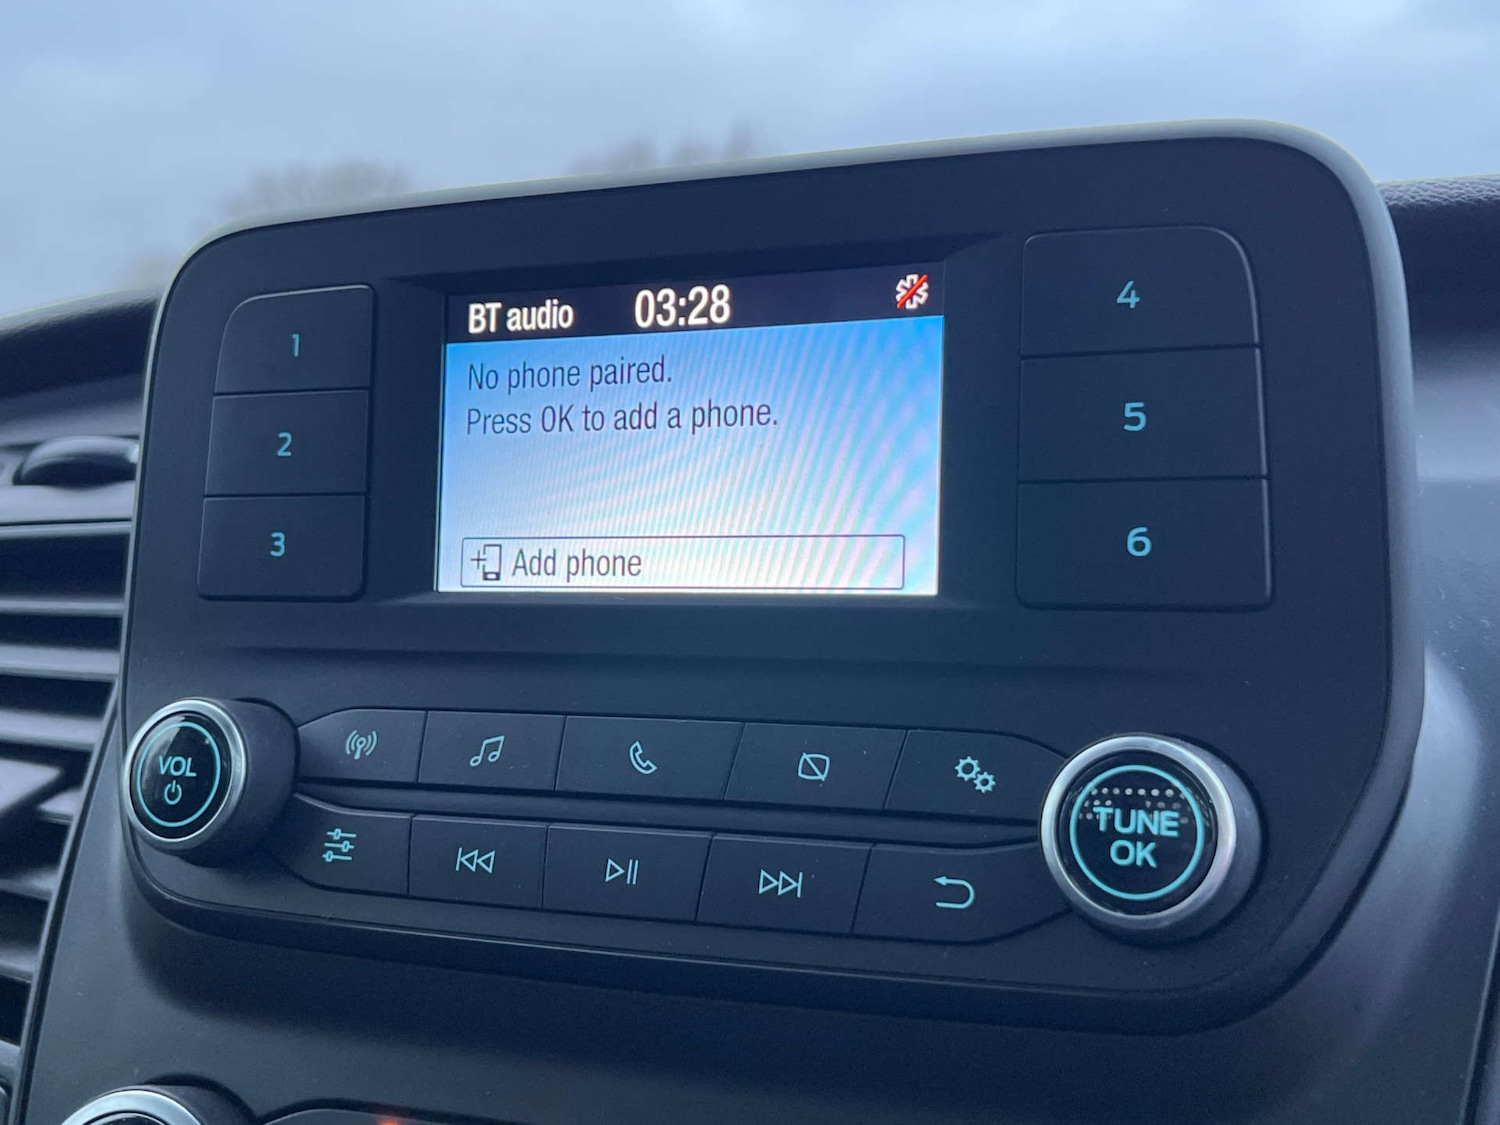 BT audio 03:28
No phone paired.
Press OK to add a phone.
Add phone
1
2
3
4
5
6
VOL
TUNE
OK